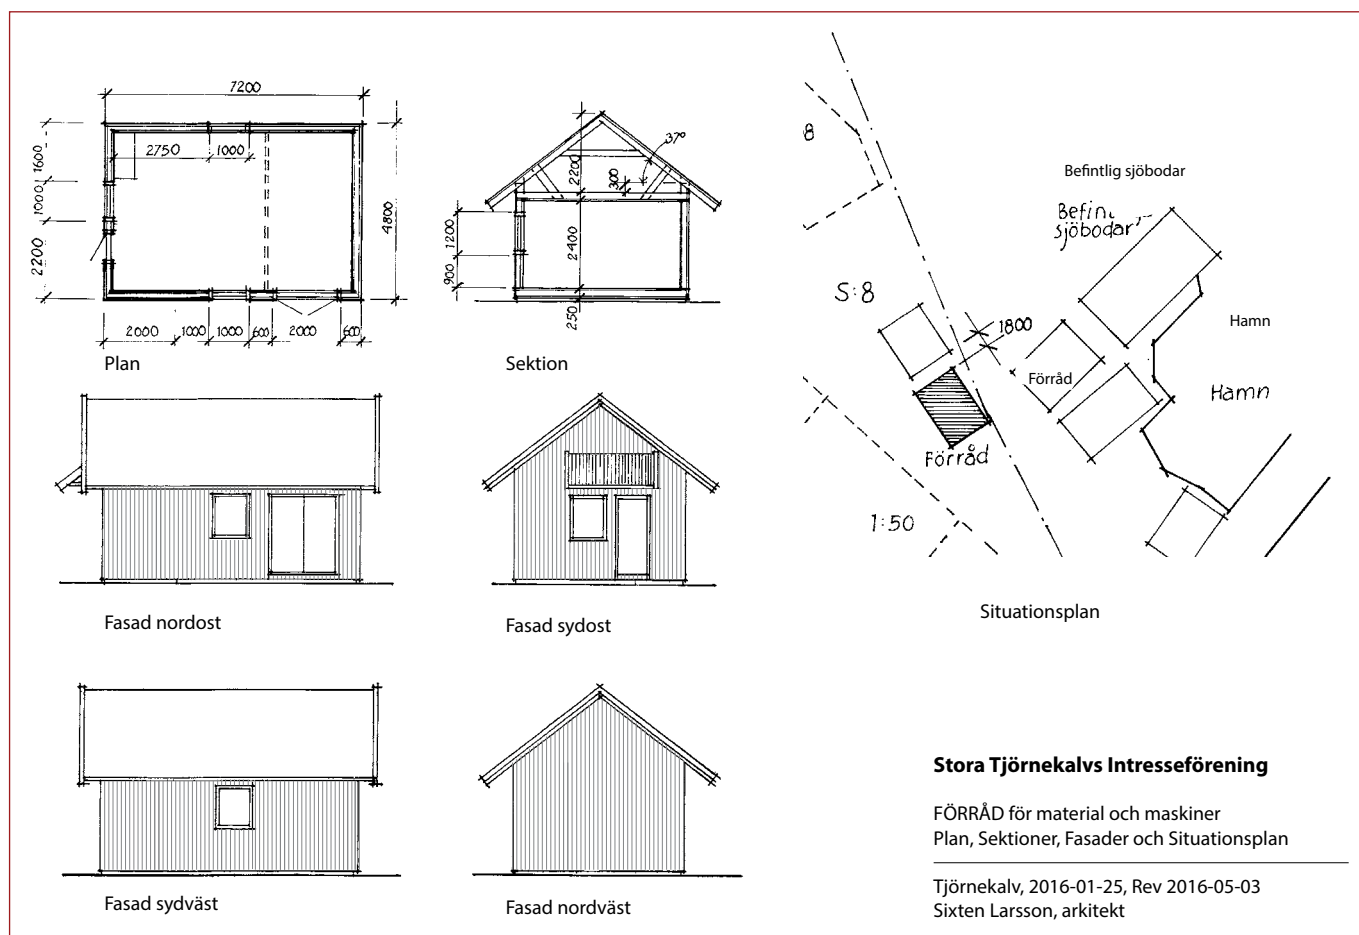 7200
2750
1000
1600
1000
2200
4800
2000
1000
1000
600
2000
600
Plan
37°
2200
300
1200
2400
900
250
Sektion
8
Befintlig sjöbodar
sjöbodar
S:8
1800
Hamn
Förråd
Hamn
Förråd
1:50
Situationsplan
Fasad nordost
Fasad sydost
Fasad sydväst
Fasad nordväst
Stora Tjörnekalvs Intresseförening
FÖRRÅD för material och maskiner
Plan, Sektioner, Fasader och Situationsplan
Tjörnekalv, 2016-01-25, Rev 2016-05-03
Sixten Larsson, arkitekt